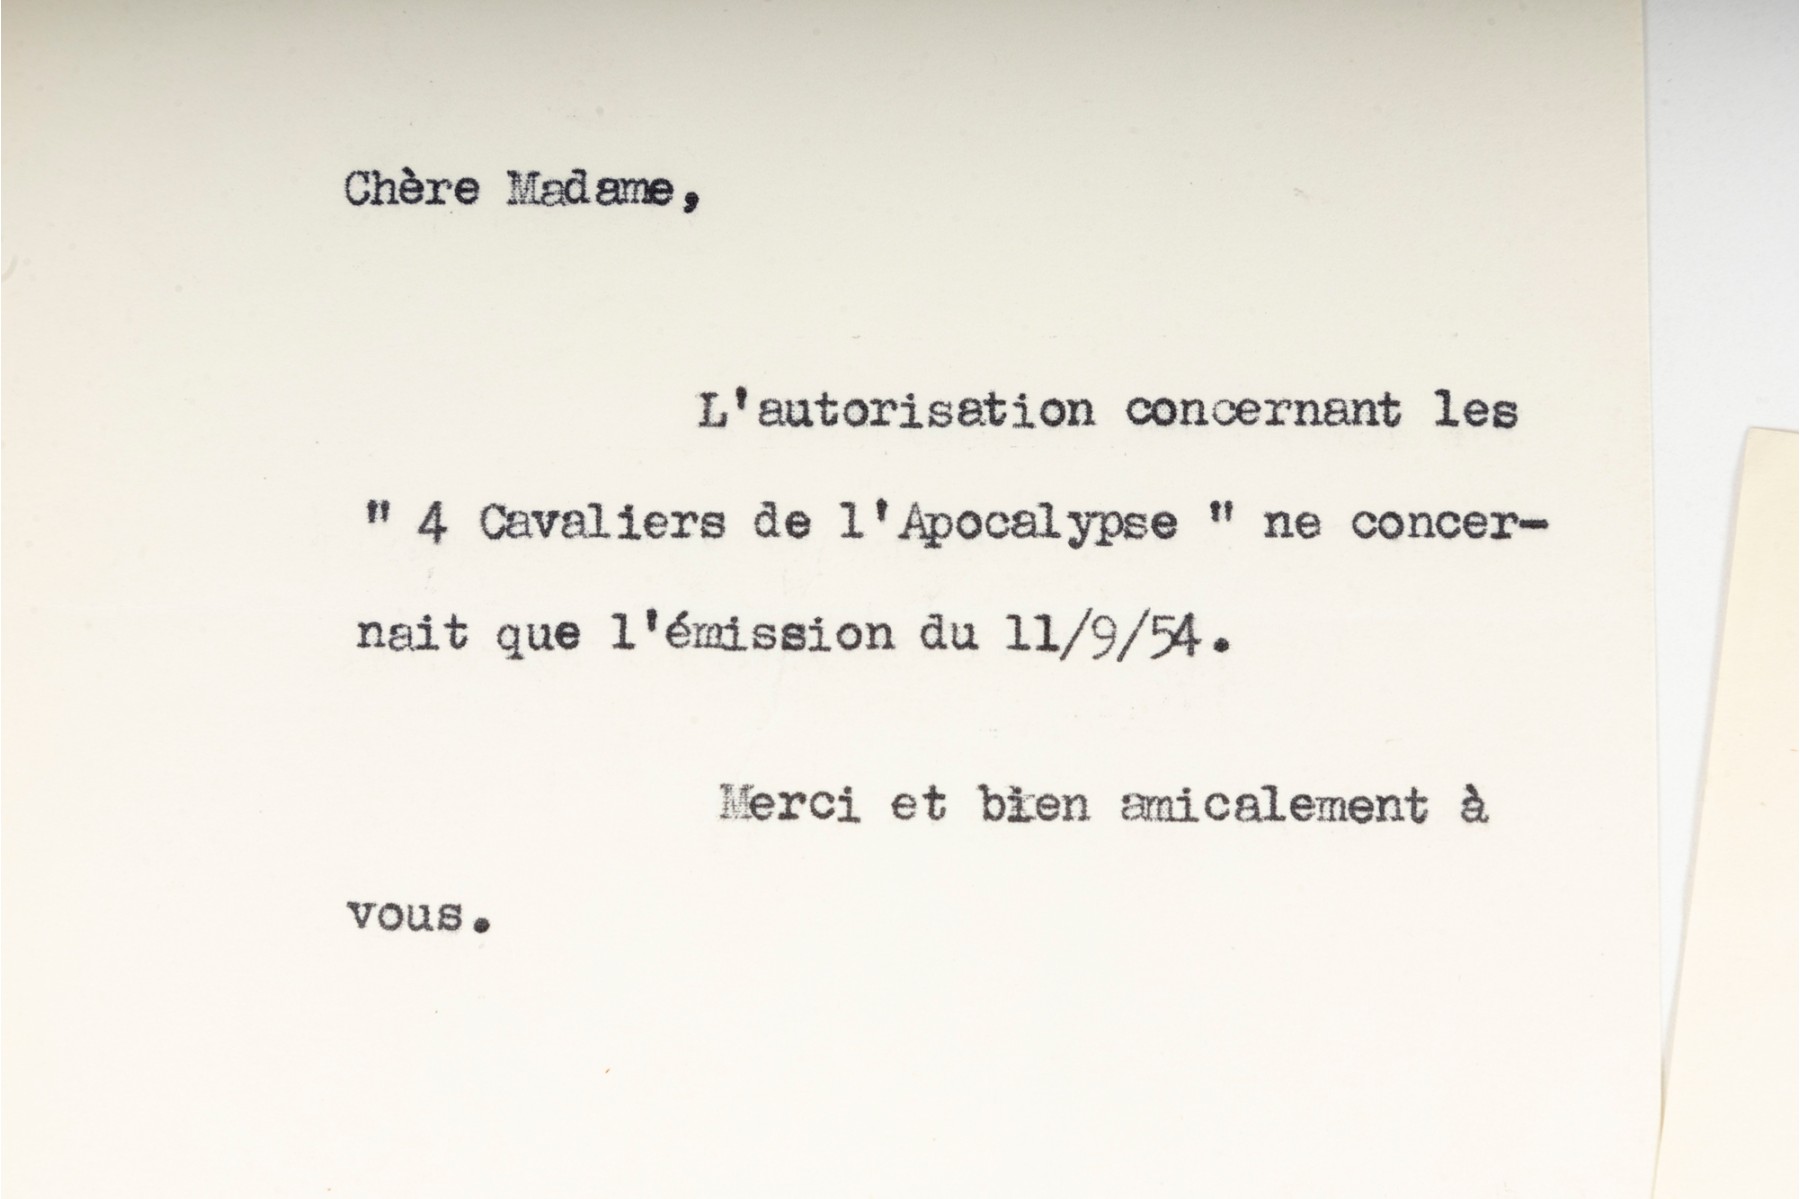 Chère Madame,
L'autorisation concernant les
" 4 Cavaliers de l'Apocalypse " ne concer-
nait que l'émission du 11/9/54.
Merci et bien amicalement à
vous.